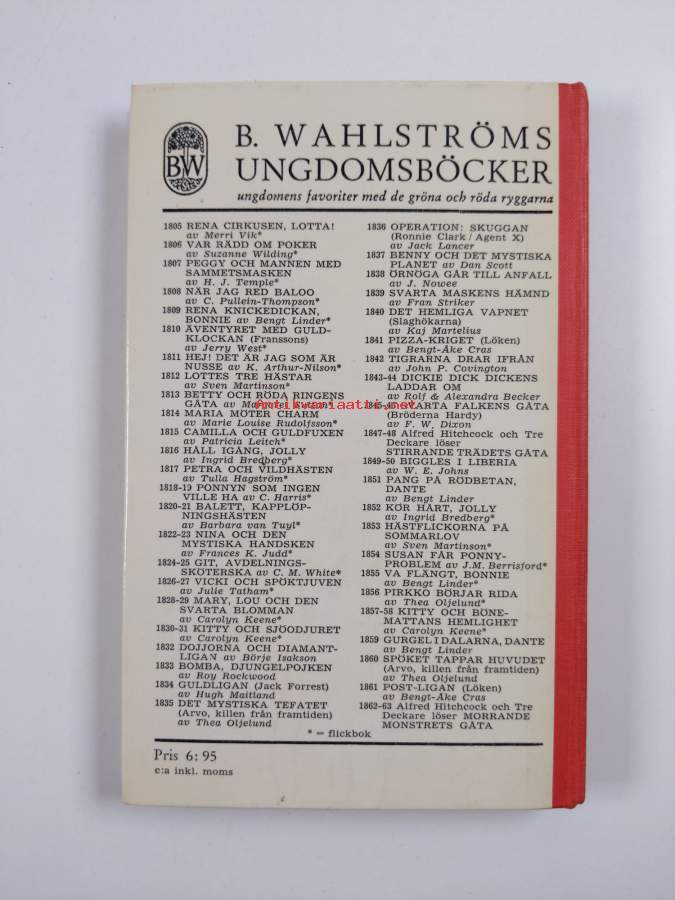 BW
B. WAHLSTRÖMS
UNGDOMSBÖCKER
ungdomens favoriter med de gröna och röda ryggarna
1805 RENA CIRKUSEN, LOTTA!
av Merri Vik*
1806 VAR RÄDD OM POKER
av Suzanne Wilding*
1807 PEGGY OCH MANNEN MED
SAMMETSMASKEN
av H. J. Temple*
1808 NÄR JAG RED BALOO
av C. Pullein-Thompson*
1809 RENA KNICKEDICKAN,
BONNIE av Bengt Linder*
1810 ÄVENTYRET MED GULD-
KLOCKAN (Franssons)
av Jerry West*
1811 HEJ! DET ÄR JAG SOM ÄR
NUSSE av K. Arthur-Nilson*
1812 LOTTES TRE HÄSTAR
av Sven Martinson*
1813 BETTY OCH RÖDA RINGENS
GÅTA av Margaret Sutton*
1814 MARIA MÖTER CHARM
av Marie Louise Rudolfsson*
1815 CAMILLA OCH GULDFUXEN
av Patricia Leitch*
1816 HÅLL IGÅNG, JOLLY
av Ingrid Bredberg*
1817 PETRA OCH VILDHÄSTEN
av Tulla Hagström*
1818-19 PONNYN SOM INGEN
VILLE HA av C. Harris*
1820-21 BALETT, KAPPLÖP-
NINGSHÄSTEN
av Barbara van Tuyl*
1822-23 NINA OCH DEN
MYSTISKA HANDSKEN
av Frances K. Judd*
1824-25 GIT, AVDELNINGS-
SKÖTERSKA av C. M. White*
1826-27 VICKI OCH SPÖKTJUVEN
av Julie Tatham*
1828-29 MARY, LOU OCH DEN
SVARTA BLOMMAN
av Carolyn Keene*
1830-31 KITTY OCH SJÖODJURET
av Carolyn Keene*
1832 DOJJORNA OCH DIAMANT-
LIGAN av Börje Isakson
1833 BOMBA, DJUNGELPOJKEN
av Roy Rockwood
1834 GULDLIGAN (Jack Forrest)
av Hugh Maitland
1835 DET MYSTISKA TEFATET
(Arvo, killen från framtiden)
av Thea Oljelund
1836 OPERATION: SKUGGAN
(Ronnie Clark/Agent X)
av Jack Lancer
1837 BENNY OCH DET MYSTISKA
PLANET av Dan Scott
1838 ÖRNÖGA GÅR TILL ANFALL
av J. Nowee
1839 SVARTA MASKENS HÄMND
av Fran Striker
1840 DET HEMLIGA VAPNET
(Slaghökarna)
av Kaj Martelius
1841 PIZZA-KRIGET (Löken)
av Bengt-Åke Cras
1842 TIGRARNA DRAR IFRÅN
av John P. Covington
1843-44 DICKIE DICK DICKENS
LADDAR OM
av Rolf & Alexandra Becker
1845-46 SVARTA FALKENS GÅTA
(Bröderna Hardy)
av F. W. Dixon
1847-48 Alfred Hitchcock och Tre
Deckare löser
STIRRANDE TRÄDETS GÅTA
1849-50 BIGGLES I LIBERIA
av W. E. Johns
1851 PANG PÅ RÖDBETAN,
DANTE
av Bengt Linder
1852 KÖR HÅRT, JOLLY
av Ingrid Bredberg*
1853 HÄSTFLICKORNA PÅ
SOMMARLOV
av Sven Martinson*
1854 SUSAN FÅR PONNY-
PROBLEM av J.M. Berrisford*
1855 VA FLÄNGT, BONNIE
av Bengt Linder*
1856 PIRKKO BÖRJAR RIDA
av Thea Oljelund*
1857-58 KITTY OCH BÖNE-
MATTANS HEMLIGHET
av Carolyn Keene*
1859 GURGEL I DALARNA, DANTE
av Bengt Linder
1860 SPÖKET TAPPAR HUVUDET
(Arvo, killen från framtiden)
av Thea Oljelund
1861 POST-LIGAN (Löken)
av Bengt-Åke Cras
1862-63 Alfred Hitchcock och Tre
Deckare löser MORRANDE
MONSTRETS GÅTA
* = flickbok
Pris 6:95
c:a inkl. moms
Antikvariaatti.net